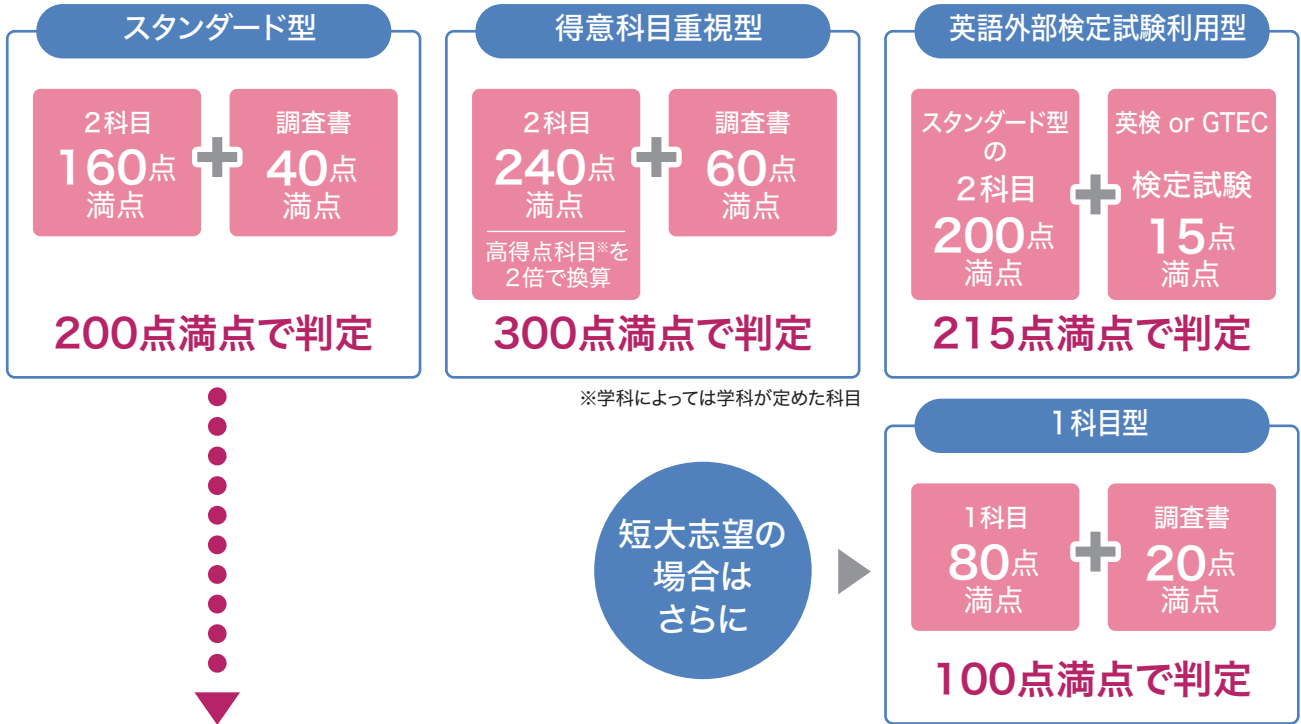 スタンダード型
2科目
160点
満点
調査書
40点
満点
200点満点で判定
得意科目重視型
2科目
240点
満点
高得点科目※を
2倍で換算
調査書
60点
満点
300点満点で判定
※学科によっては学科が定めた科目
英語外部検定試験利用型
スタンダード型
の
2科目
200点
満点
英検 or GTEC
検定試験
15点
満点
215点満点で判定
短大志望の
場合は
さらに
1科目型
1科目
80点
満点
調査書
20点
満点
100点満点で判定